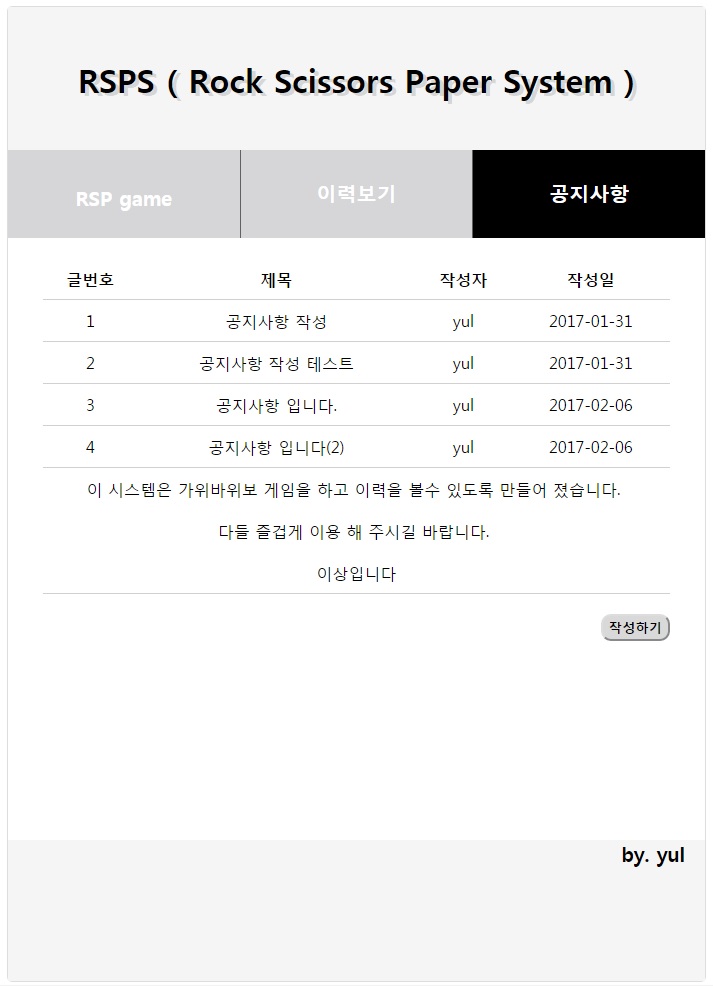 RSPS ( Rock Scissors Paper System )
RSP game 이력보기 공지사항
글번호 제목 작성자 작성일
1 공지사항 작성 yul 2017-01-31
2 공지사항 작성 테스트 yul 2017-01-31
3 공지사항 입니다. yul 2017-02-06
4 공지사항 입니다(2) yul 2017-02-06
이 시스템은 가위바위보 게임을 하고 이력을 볼수 있도록 만들어 졌습니다.
다들 즐겁게 이용 해 주시길 바랍니다.
이상입니다
작성하기
by. yul